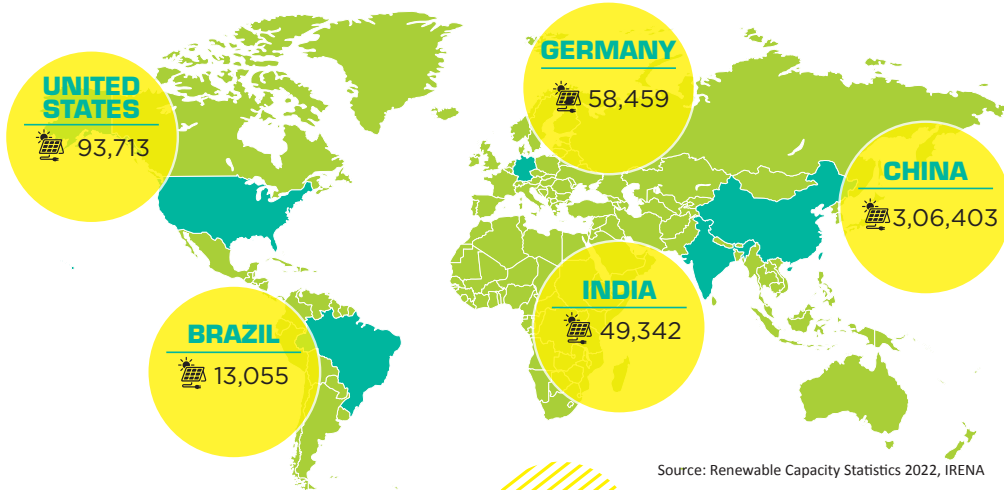 UNITED
STATES
93,713
GERMANY
58,459
CHINA
3,06,403
INDIA
49,342
BRAZIL
13,055
Source: Renewable Capacity Statistics 2022, IRENA